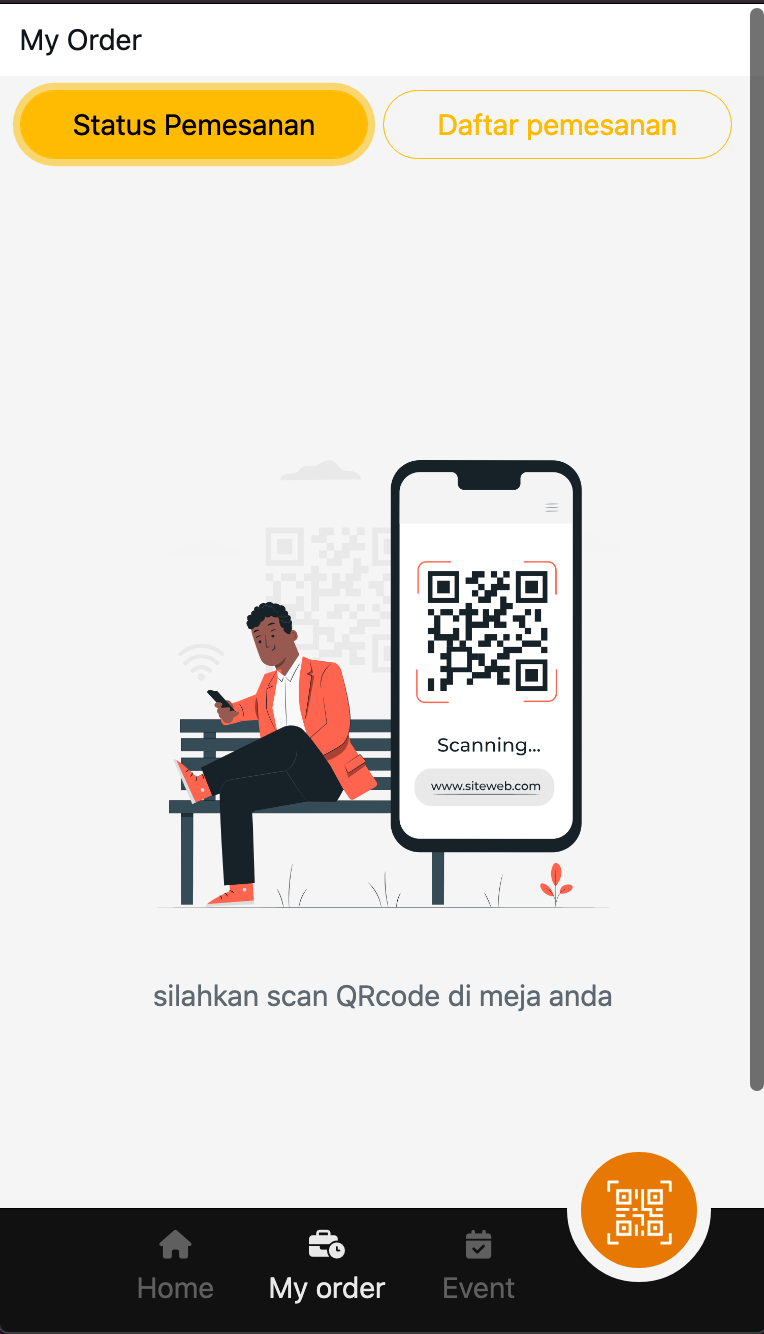 My Order
Status Pemesanan
Daftar pemesanan
Scanning...
www.siteweb.com
silahkan scan QRcode di meja anda
Home
My order
Event